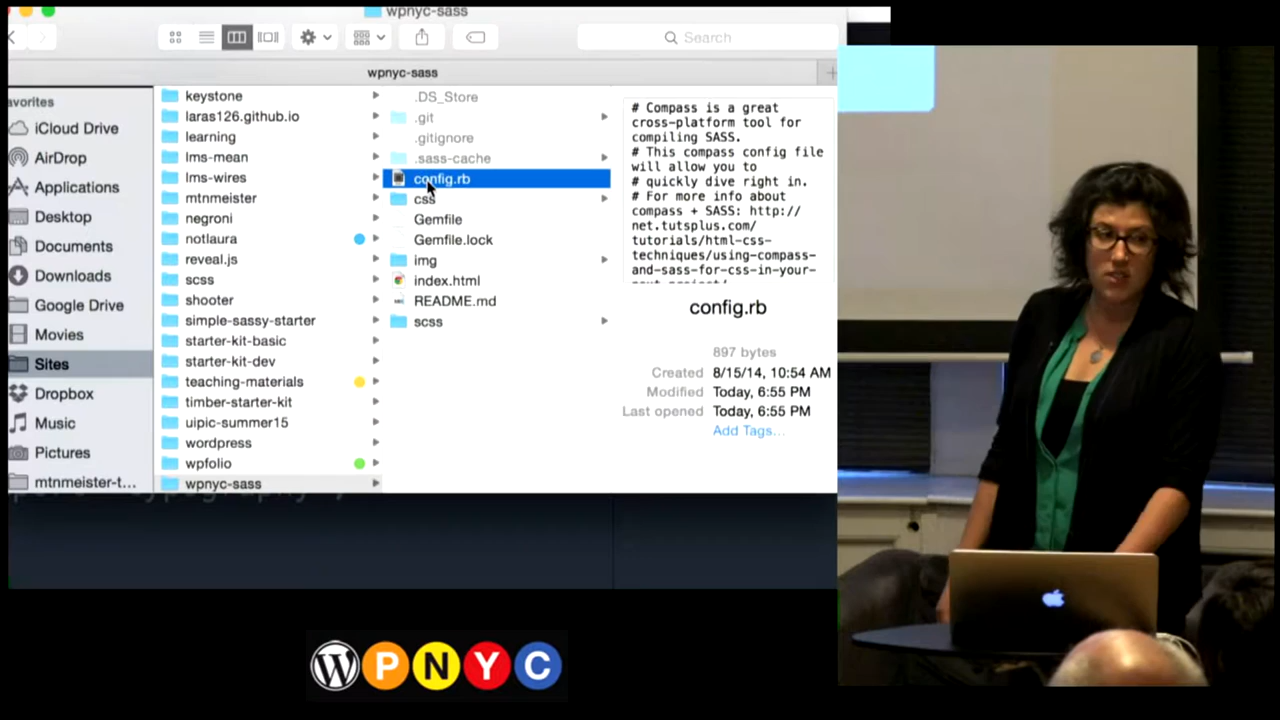 wpnyc-sass
Search
wpnyc-sass
avorites
iCloud Drive
AirDrop
Applications
Desktop
Documents
Downloads
Google Drive
Movies
Sites
Dropbox
Music
Pictures
mtnmeister-t...
keystone
laras126.github.io
learning
lms-mean
lms-wires
mtnmeister
negroni
notlaura
reveal.js
scss
shooter
simple-sassy-starter
starter-kit-basic
starter-kit-dev
teaching-materials
timber-starter-kit
uipic-summer15
wordpress
wpfolio
wpnyc-sass
.DS_Store
.git
.gitignore
.sass-cache
config.rb
css
Gemfile
Gemfile.lock
img
index.html
README.md
scss
# Compass is a great
cross-platform tool for
compiling SASS.
# This compass config file
will allow you to
# quickly dive right in.
# For more info about
compass + SASS: http://
net.tutsplus.com/
tutorials/html-css-
techniques/using-compass-
and-sass-for-css-in-your-
config.rb
897 bytes
Created 8/15/14, 10:54 AM
Modified Today, 6:55 PM
Last opened Today, 6:55 PM
Add Tags...
W P N Y C